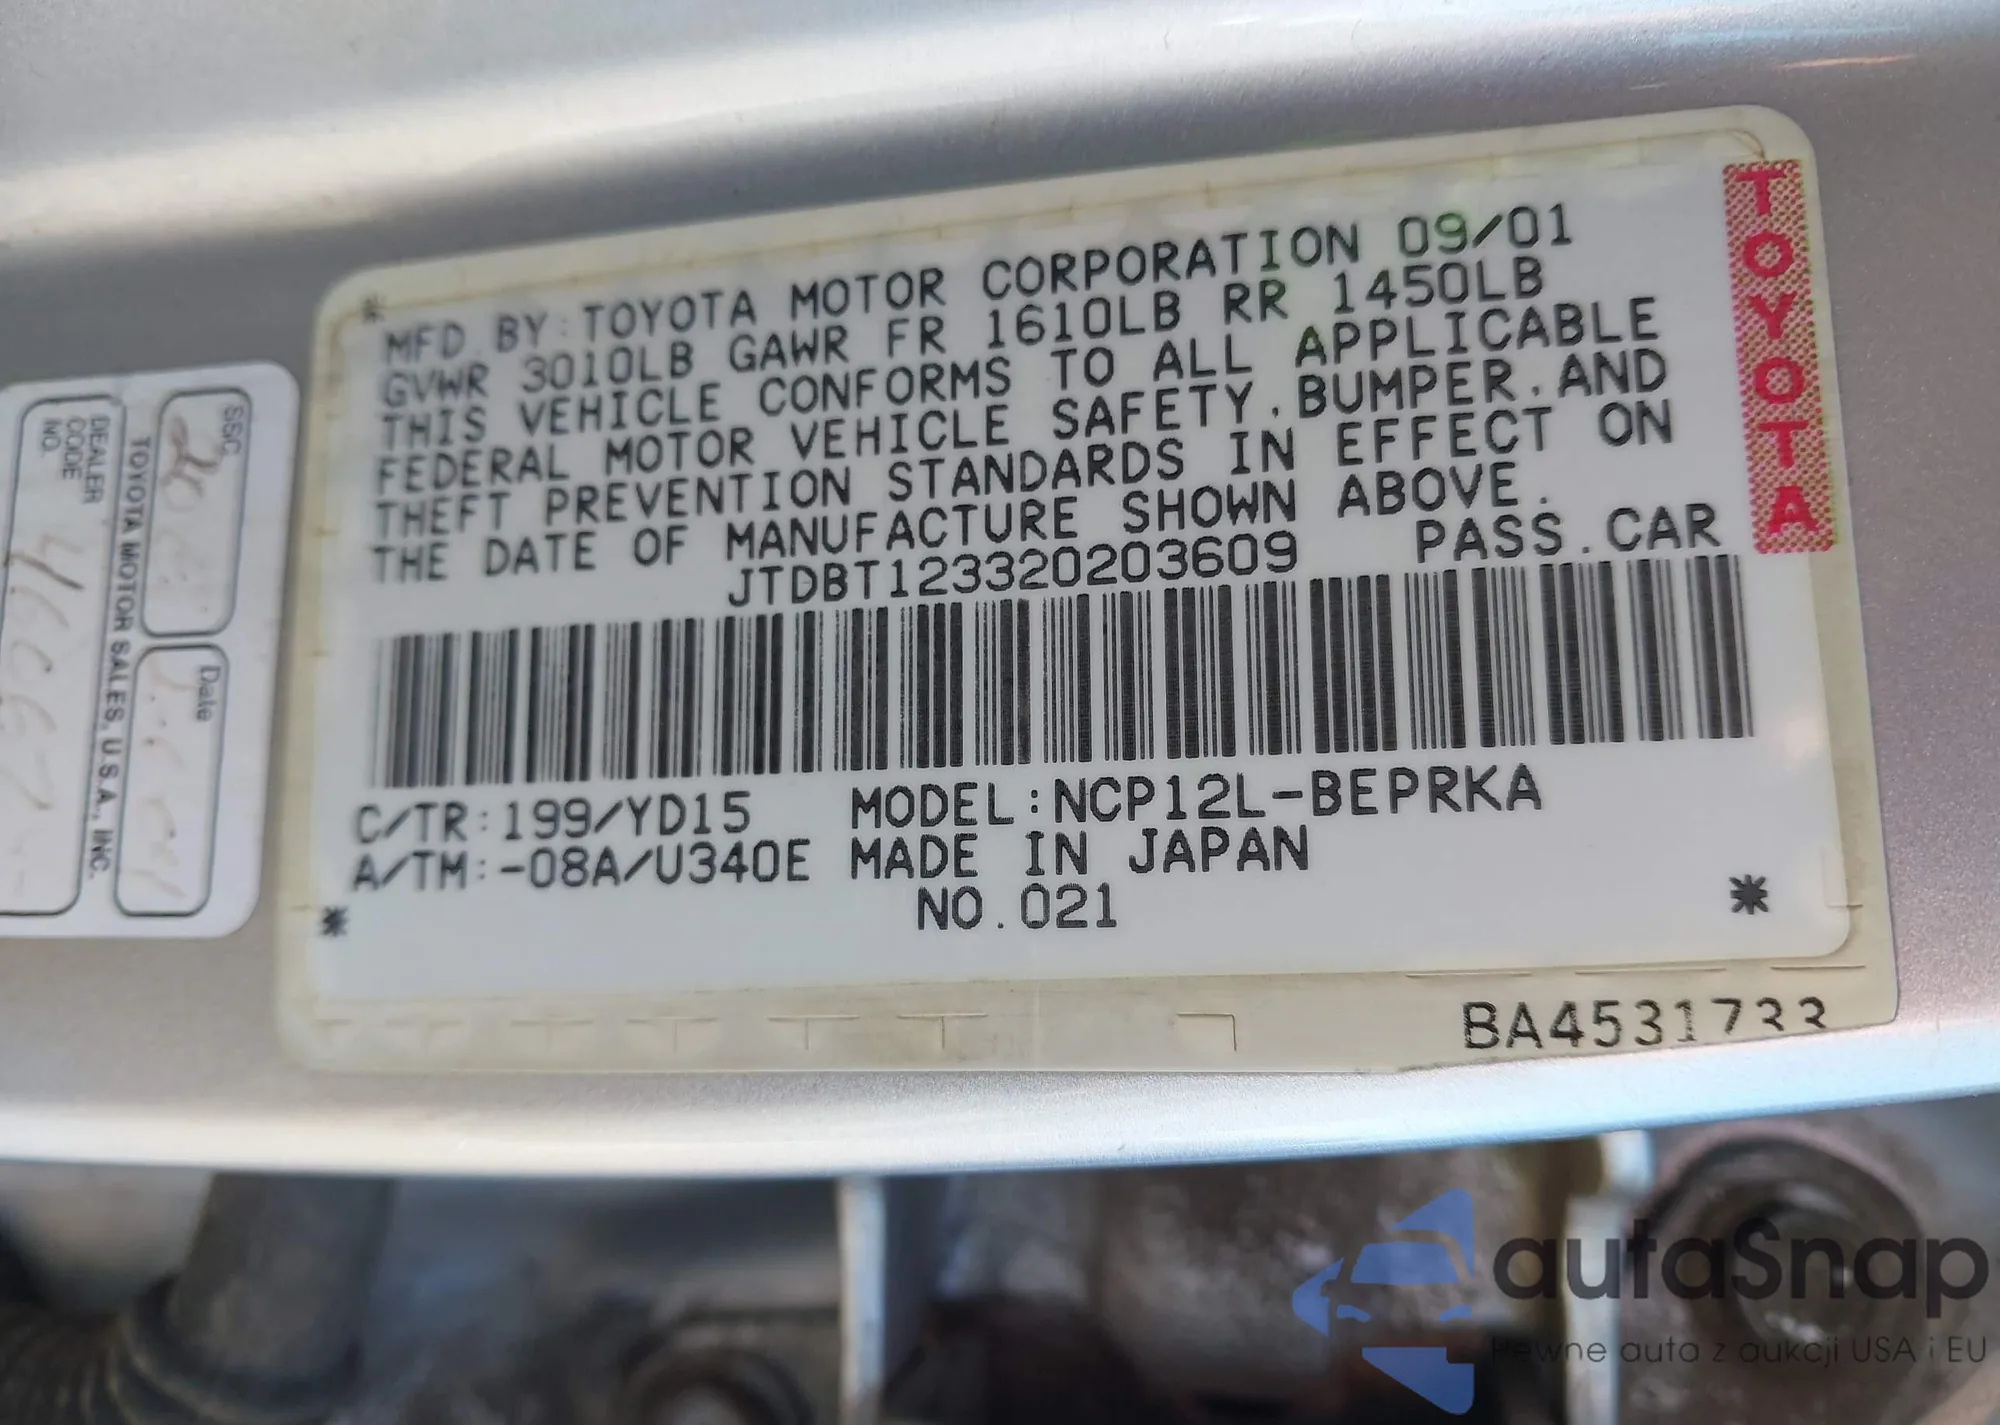 MFD. BY:TOYOTA MOTOR CORPORATION 09/01
GVWR 3010LB GAWR FR 1610LB RR 1450LB
THIS VEHICLE CONFORMS TO ALL APPLICABLE
FEDERAL MOTOR VEHICLE SAFETY,BUMPER,AND
THEFT PREVENTION STANDARDS IN EFFECT ON
THE DATE OF MANUFACTURE SHOWN ABOVE.
JTDBT123320203609 PASS.CAR
C/TR:199/YD15 MODEL:NCP12L-BEPRKA
A/TM:-08A/U340E MADE IN JAPAN
NO.021
BA4531733
TOYOTA
SSC
Date
TOYOTA MOTOR SALES, U.S.A., INC.
DEALER
CODE
NO.
autaSnap
Pewne auta z aukcji USA i EU